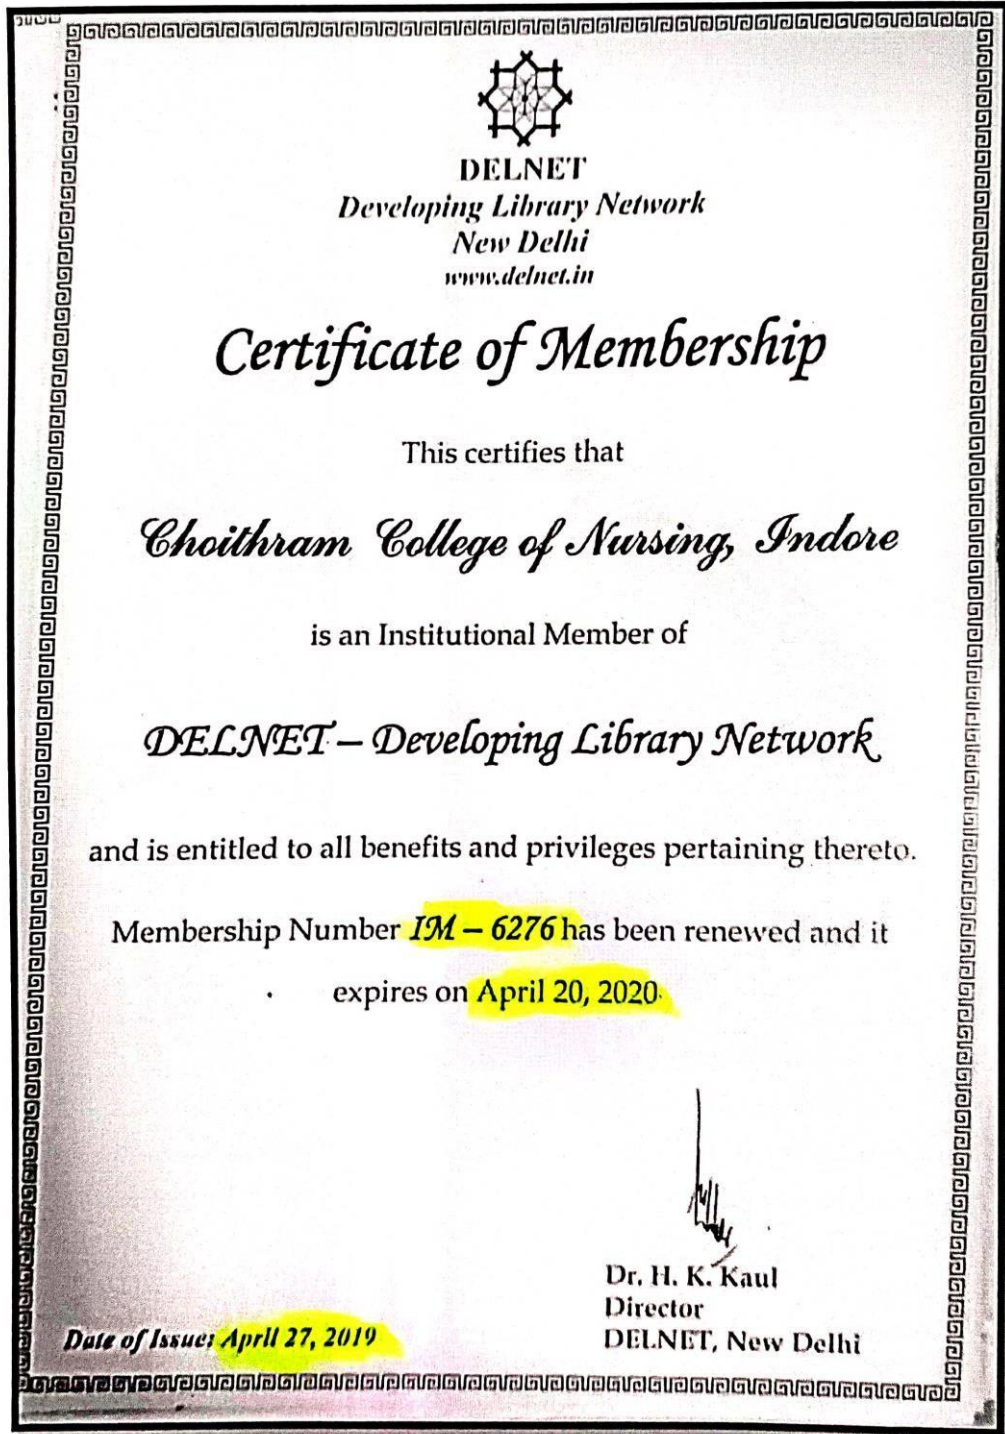 DELNET
Developing Library Network
New Delhi
www.delnet.in
Certificate of Membership
This certifies that
Choithram College of Nursing, Indore
is an Institutional Member of
DELNET – Developing Library Network
and is entitled to all benefits and privileges pertaining thereto.
Membership Number IM – 6276 has been renewed and it
expires on April 20, 2020.
Dr. H. K. Kaul
Director
DELNET, New Delhi
Date of Issue: April 27, 2019